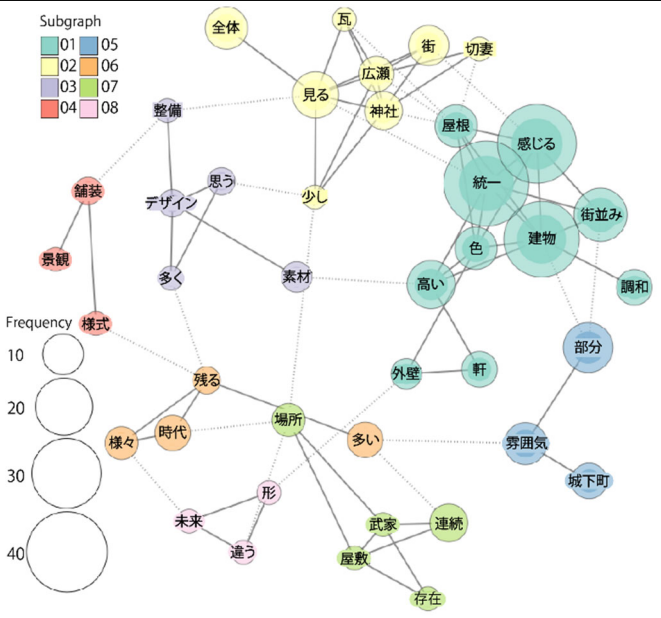 Subgraph
01 05
02 06
03 07
04 08
全体
瓦
街
切妻
広瀬
見る
神社
整備
屋根
感じる
思う
統一
舗装
デザイン
少し
街並み
色
建物
景観
多く
素材
高い
調和
Frequency
様式
10
部分
外壁
軒
残る
20
場所
様々
時代
多い
雰囲気
30
城下町
形
未来
武家
連続
40
違う
屋敷
存在